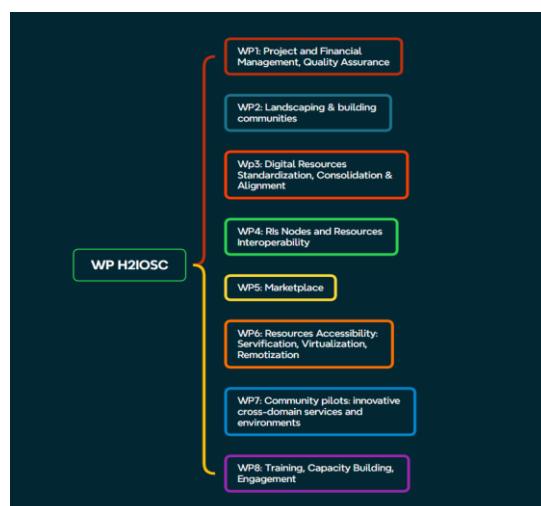 WP1: Project and Financial
Management, Quality Assurance
WP2: Landscaping & building
communities
Wp3: Digital Resources
Standardization, Consolidation &
Alignment
WP4: RIs Nodes and Resources
Interoperability
WP H2IOSC
WP5: Marketplace
WP6: Resources Accessibility:
Servification, Virtualization,
Remotization
WP7: Community pilots: innovative
cross-domain services and
environments
WP8: Training, Capacity Building,
Engagement